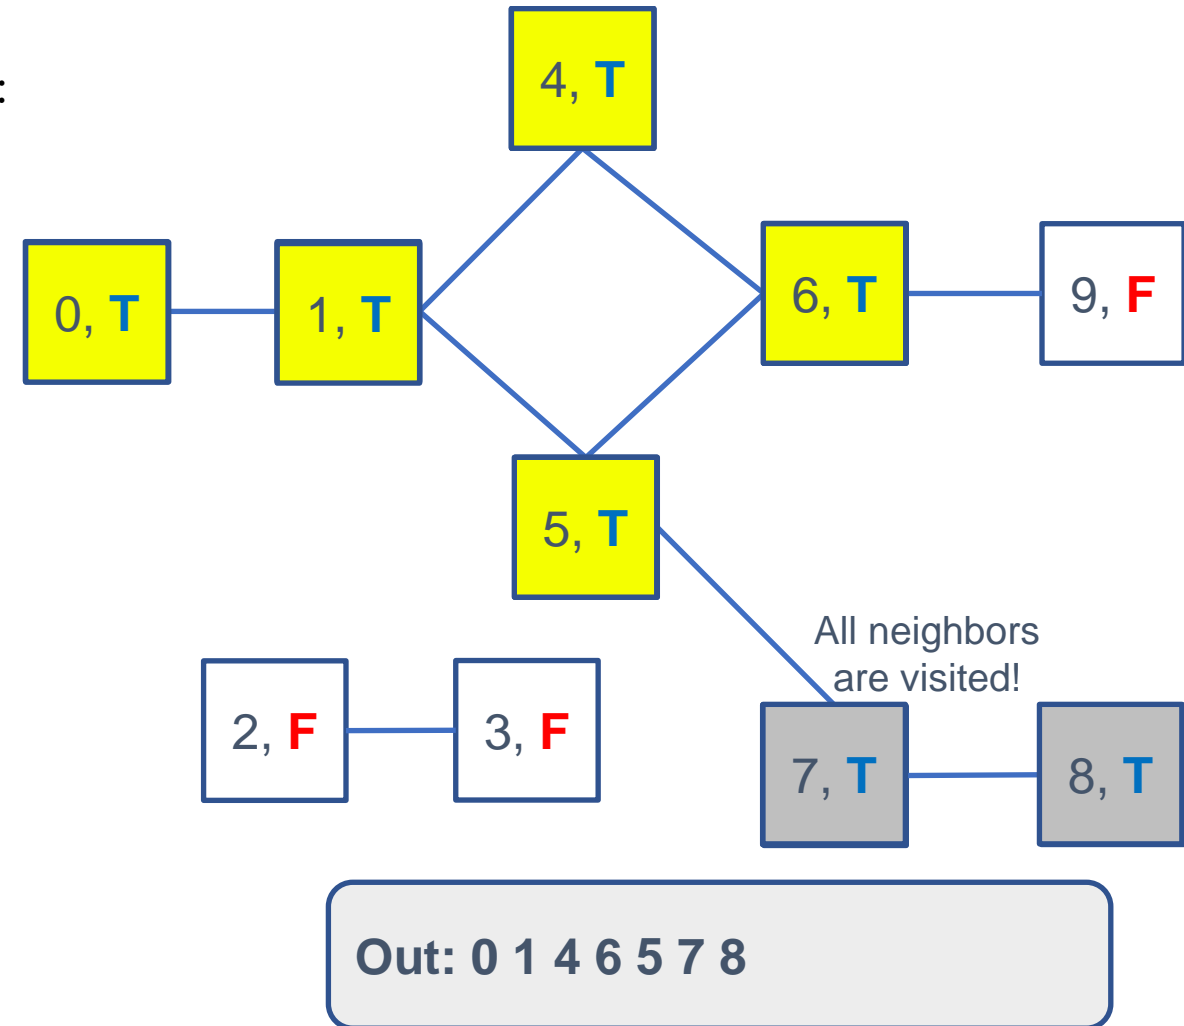 :
4, T
0, T
1, T
6, T
9, F
5, T
All neighbors
are visited!
2, F
3, F
7, T
8, T
Out: 0 1 4 6 5 7 8